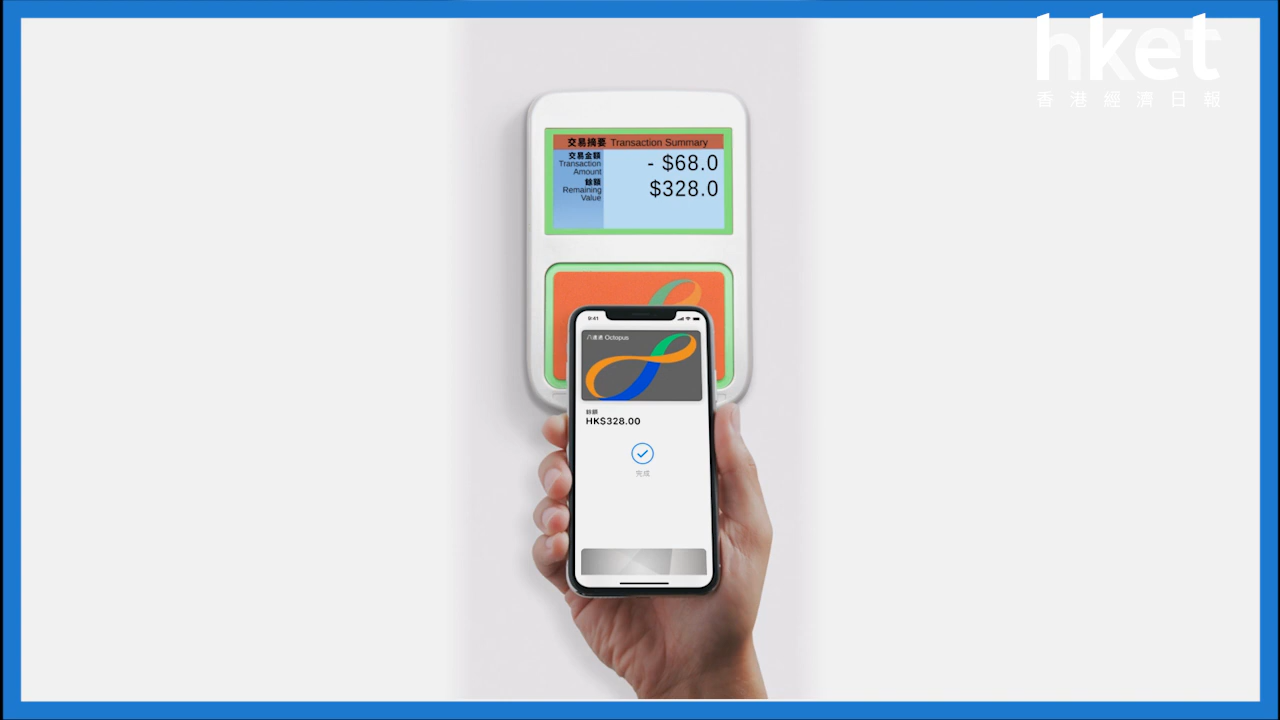 hket
香港經濟日報
交易摘要 Transaction Summary
交易金額
Transaction
Amount
- $68.0
餘額
Remaining
Value
$328.0
9:41
八達通 Octopus
餘額
HK$328.00
完成